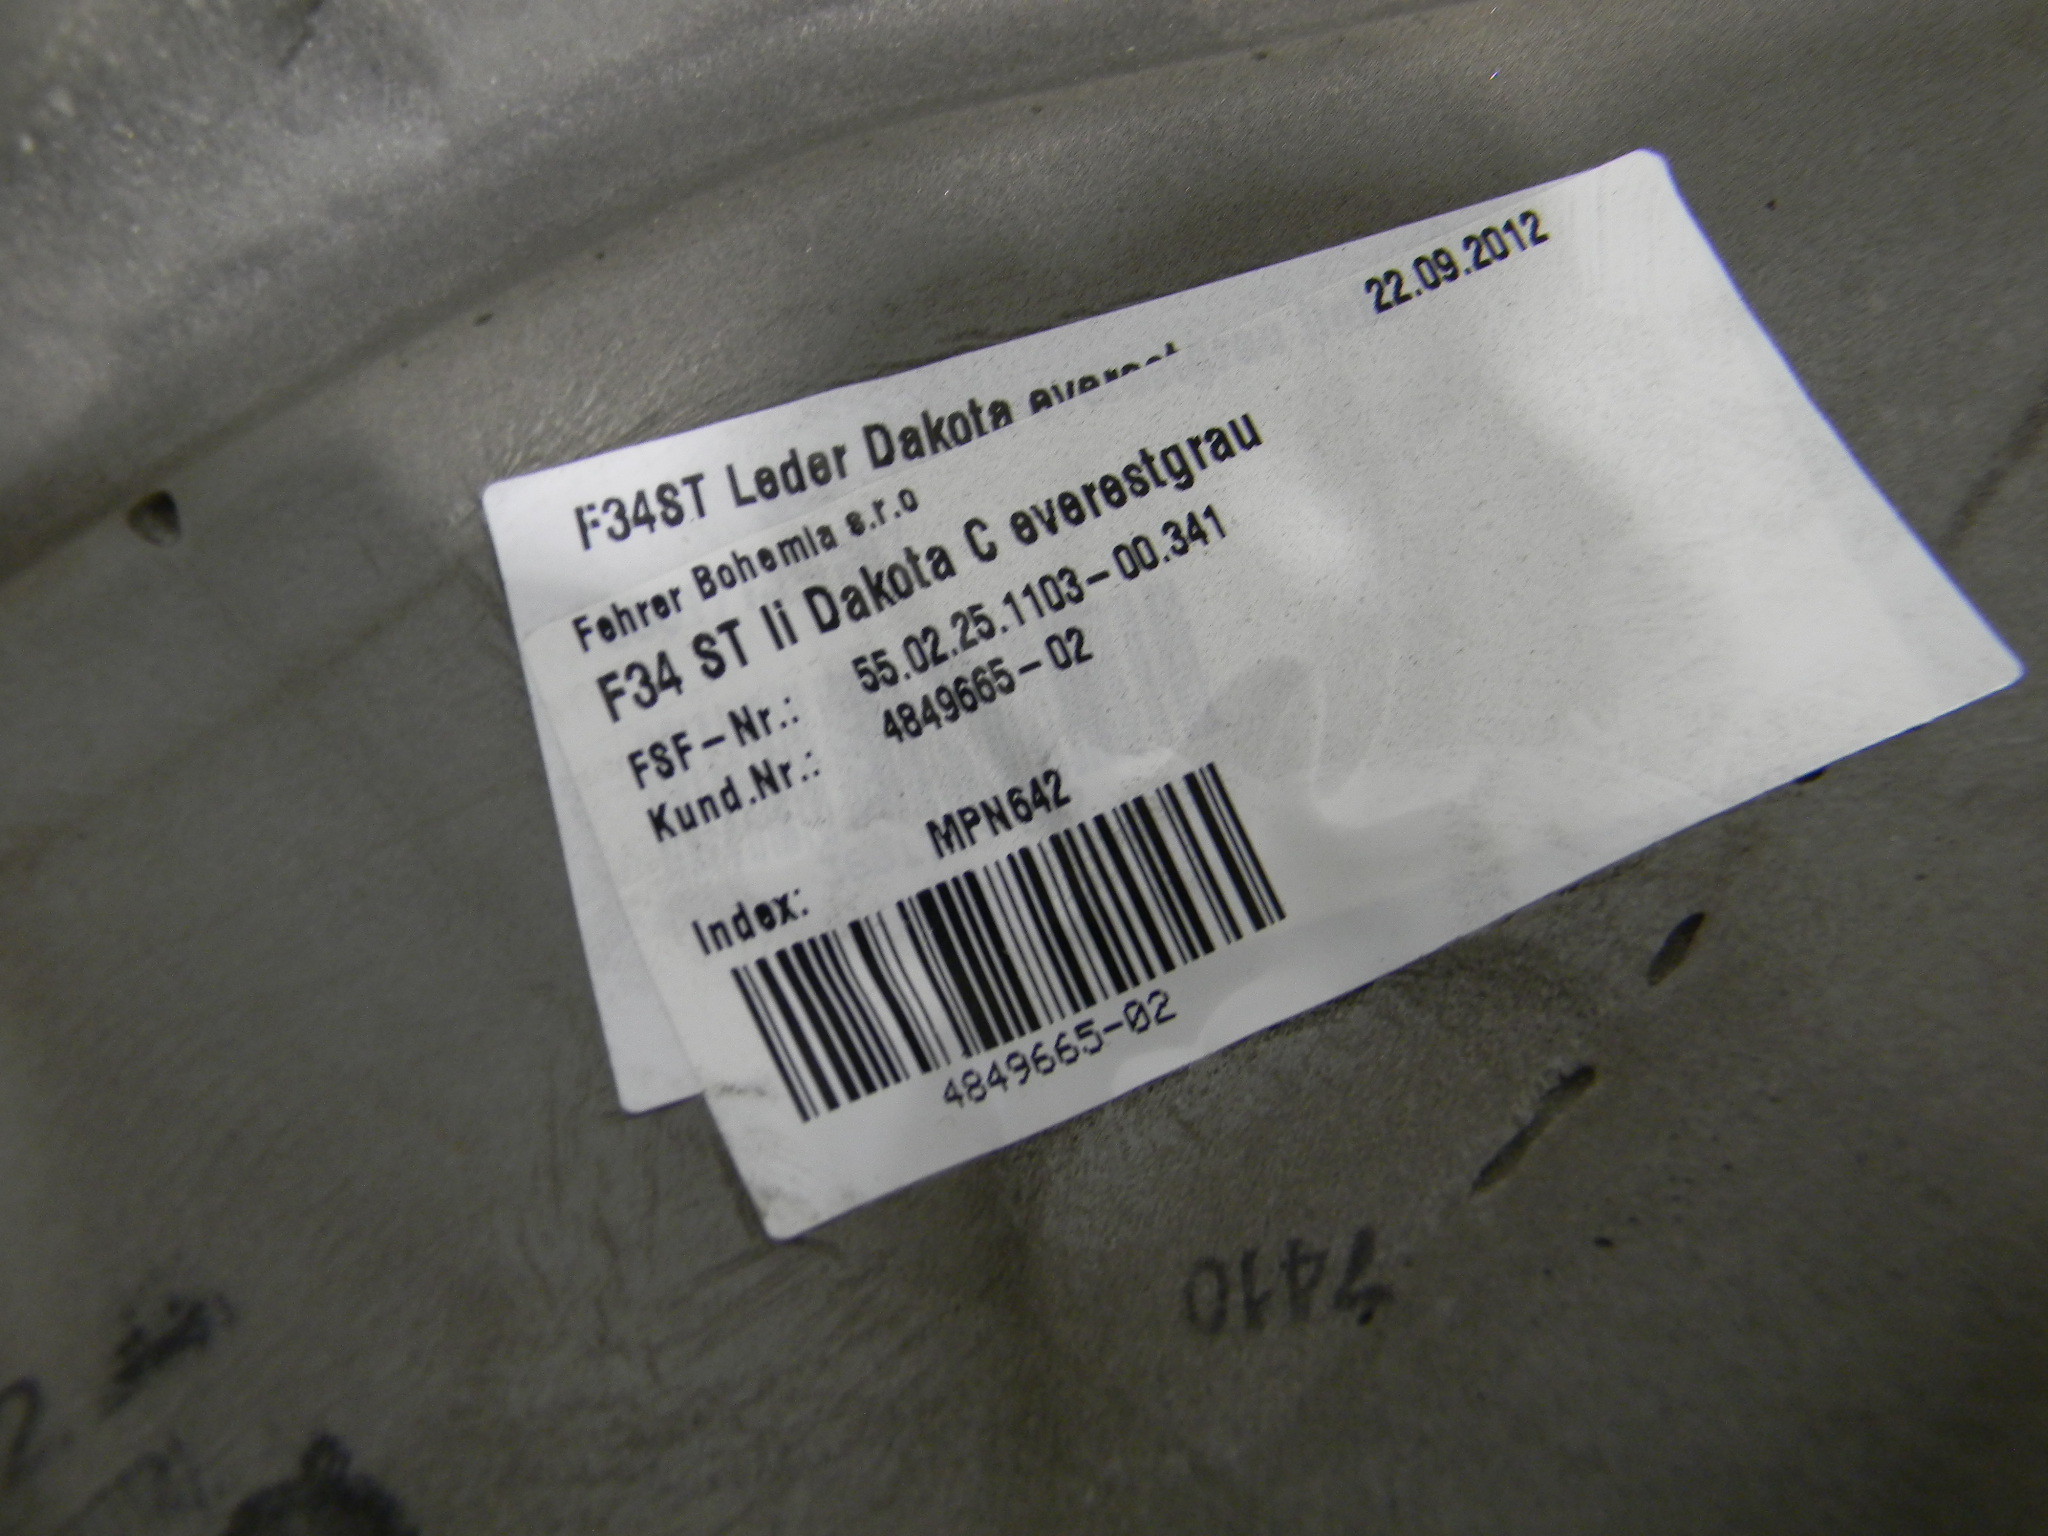 F34ST Leder Dakota everest
22.09.2012
Fehrer Bohemia s.r.o
F34 ST li Dakota C everestgrau
FSF-Nr.: 55.02.25.1103-00.341
Kund.Nr.: 4849665-02
Index: MPN642
4849665-02
7410